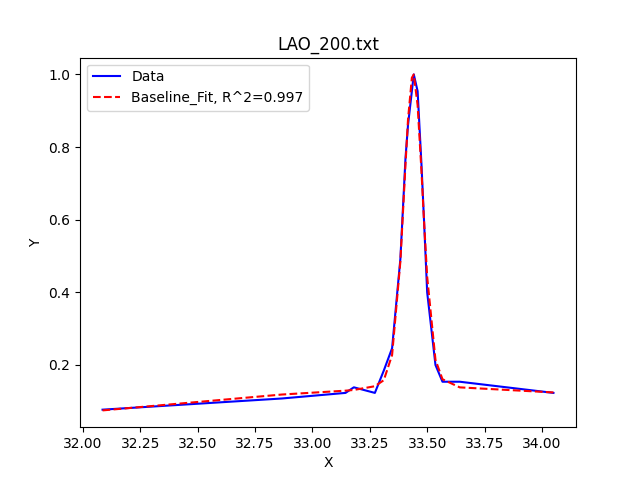 LAO_200.txt
Data
Baseline_Fit, R^2=0.997
1.0
0.8
0.6
0.4
0.2
Y
32.00 32.25 32.50 32.75 33.00 33.25 33.50 33.75 34.00
X